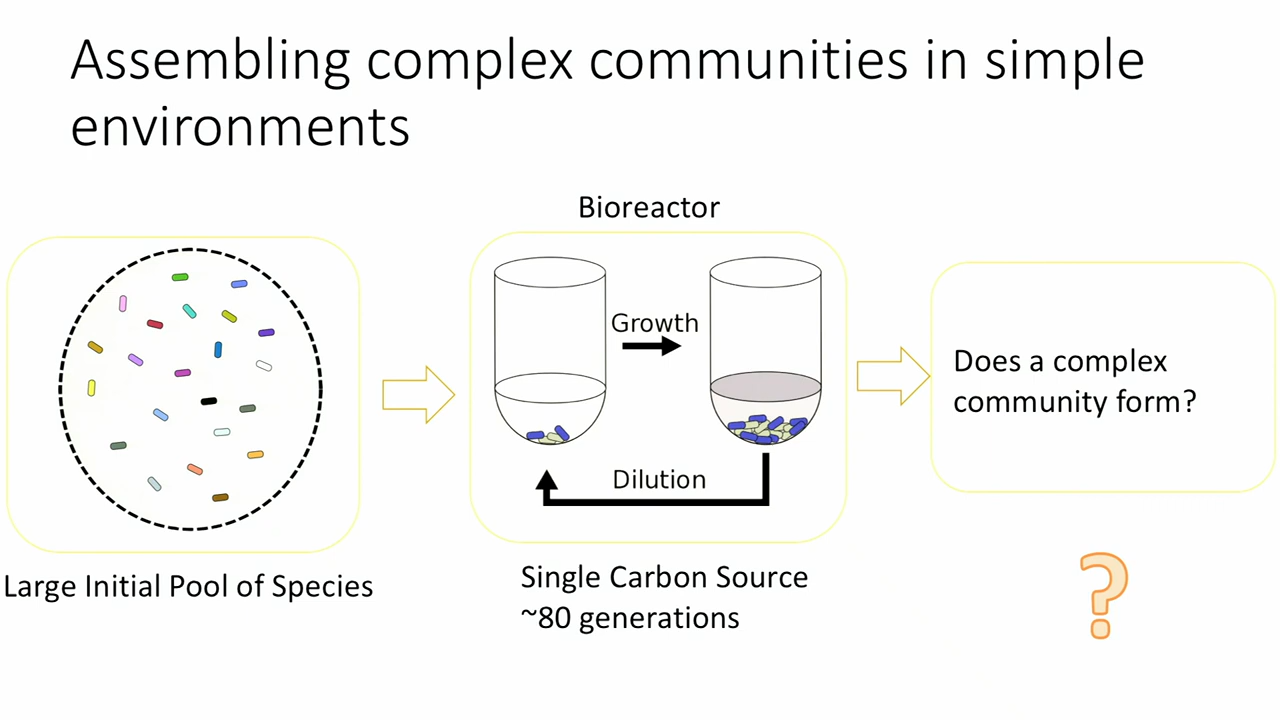 Assembling complex communities in simple
environments
Bioreactor
Growth
Dilution
Does a complex
community form?
Large Initial Pool of Species
Single Carbon Source
~80 generations
?